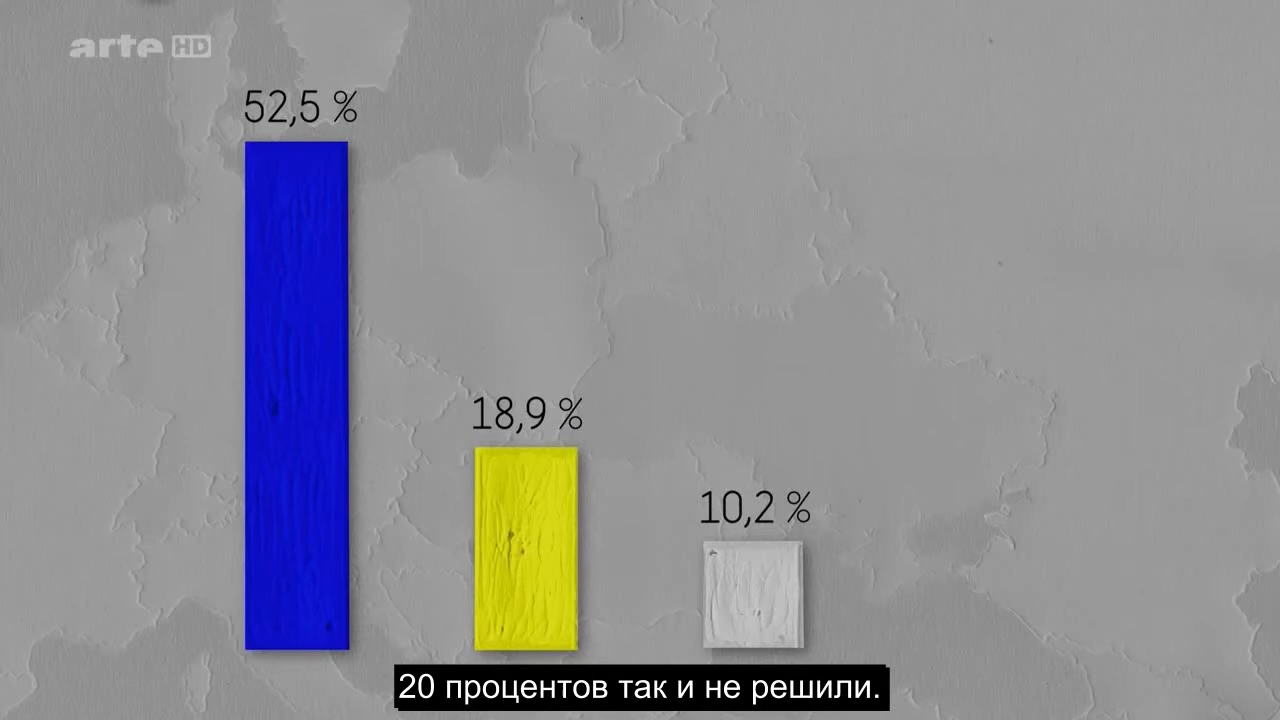 arte HD
52,5 %
18,9 %
10,2 %
20 процентов так и не решили.